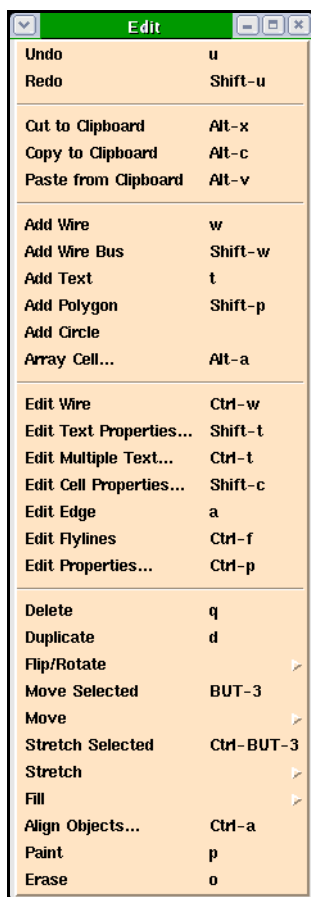 Edit
Undo u
Redo Shift-u
Cut to Clipboard Alt-x
Copy to Clipboard Alt-c
Paste from Clipboard Alt-v
Add Wire w
Add Wire Bus Shift-w
Add Text t
Add Polygon Shift-p
Add Circle
Array Cell... Alt-a
Edit Wire Ctrl-w
Edit Text Properties... Shift-t
Edit Multiple Text... Ctrl-t
Edit Cell Properties... Shift-c
Edit Edge a
Edit Flylines Ctrl-f
Edit Properties... Ctrl-p
Delete q
Duplicate d
Flip/Rotate
Move Selected BUT-3
Move
Stretch Selected Ctrl-BUT-3
Stretch
Fill
Align Objects... Ctrl-a
Paint p
Erase o